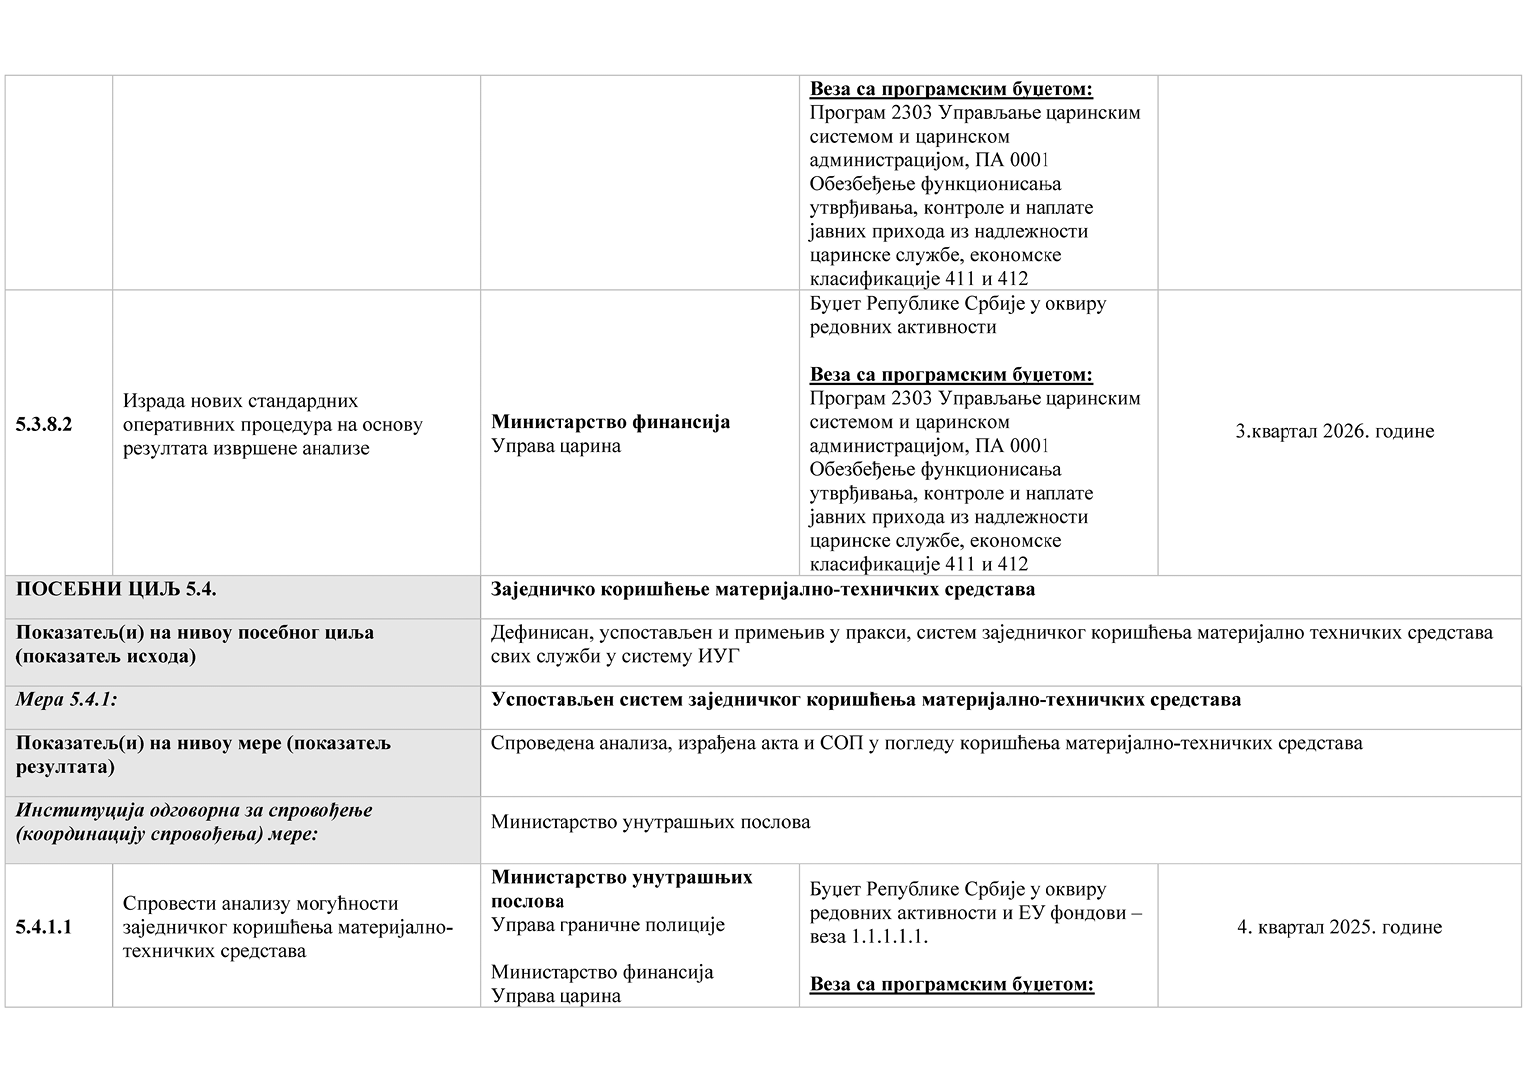 Веза са програмским буџетом:
Програм 2303 Управљање царинским
системом и царинском
администрацијом, ПА 0001
Обезбеђење функционисања
утврђивања, контроле и наплате
јавних прихода из надлежности
царинске службе, економске
класификације 411 и 412
5.3.8.2
Израда нових стандардних
оперативних процедура на основу
резултата извршене анализе
Министарство финансија
Управа царина
Буџет Републике Србије у оквиру
редовних активности
Веза са програмским буџетом:
Програм 2303 Управљање царинским
системом и царинском
администрацијом, ПА 0001
Обезбеђење функционисања
утврђивања, контроле и наплате
јавних прихода из надлежности
царинске службе, економске
класификације 411 и 412
3.квартал 2026. године
ПОСЕБНИ ЦИЉ 5.4.
Заједничко коришћење материјално-техничких средстава
Показатељ(и) на нивоу посебног циља
(показатељ исхода)
Дефинисан, успостављен и примењив у пракси, систем заједничког коришћења материјално техничких средстава
свих служби у систему ИУГ
Мера 5.4.1:
Успостављен систем заједничког коришћења материјално-техничких средстава
Показатељ(и) на нивоу мере (показатељ
резултата)
Спроведена анализа, израђена акта и СОП у погледу коришћења материјално-техничких средстава
Институција одговорна за спровођење
(координацију спровођења) мере:
Министарство унутрашњих послова
5.4.1.1
Спровести анализу могућности
заједничког коришћења материјално-
техничких средстава
Министарство унутрашњих
послова
Управа граничне полиције
Министарство финансија
Управа царина
Буџет Републике Србије у оквиру
редовних активности и ЕУ фондови –
веза 1.1.1.1.1.
Веза са програмским буџетом:
4. квартал 2025. године